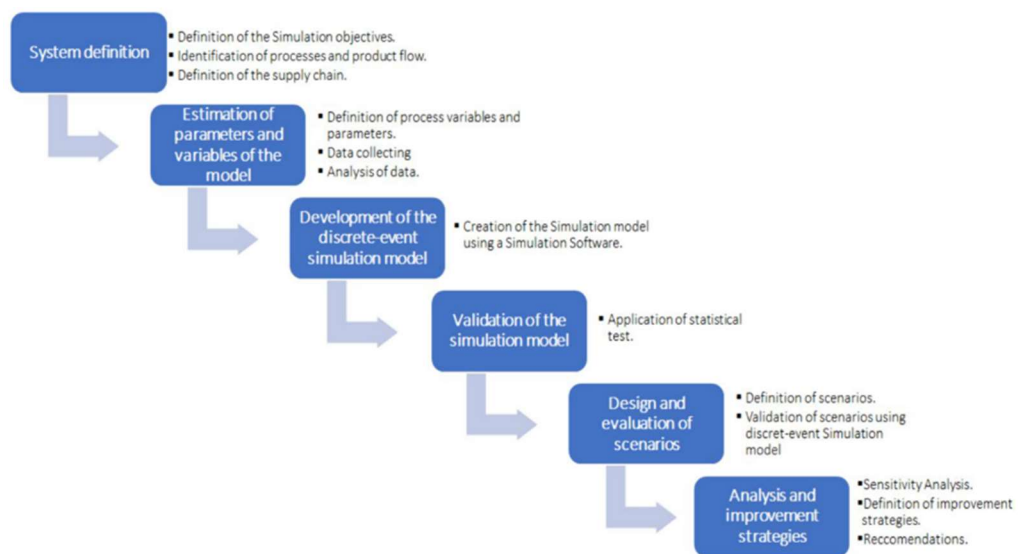 System definition
▪ Definition of the Simulation objectives.
▪ Identification of processes and product flow.
▪ Definition of the supply chain.
Estimation of
parameters and
variables of the
model
▪ Definition of process variables and
parameters.
▪ Data collecting
▪ Analysis of data.
Development of the
discrete-event
simulation model
▪ Creation of the Simulation model
using a Simulation Software.
Validation of the
simulation model
▪ Application of statistical
test.
Design and
evaluation of
scenarios
▪ Definition of scenarios.
▪ Validation of scenarios using
discret-event Simulation
model
Analysis and
improvement
strategies
▪Sensitivity Analysis.
▪Definition of improvement
strategies.
▪Reccomendations.